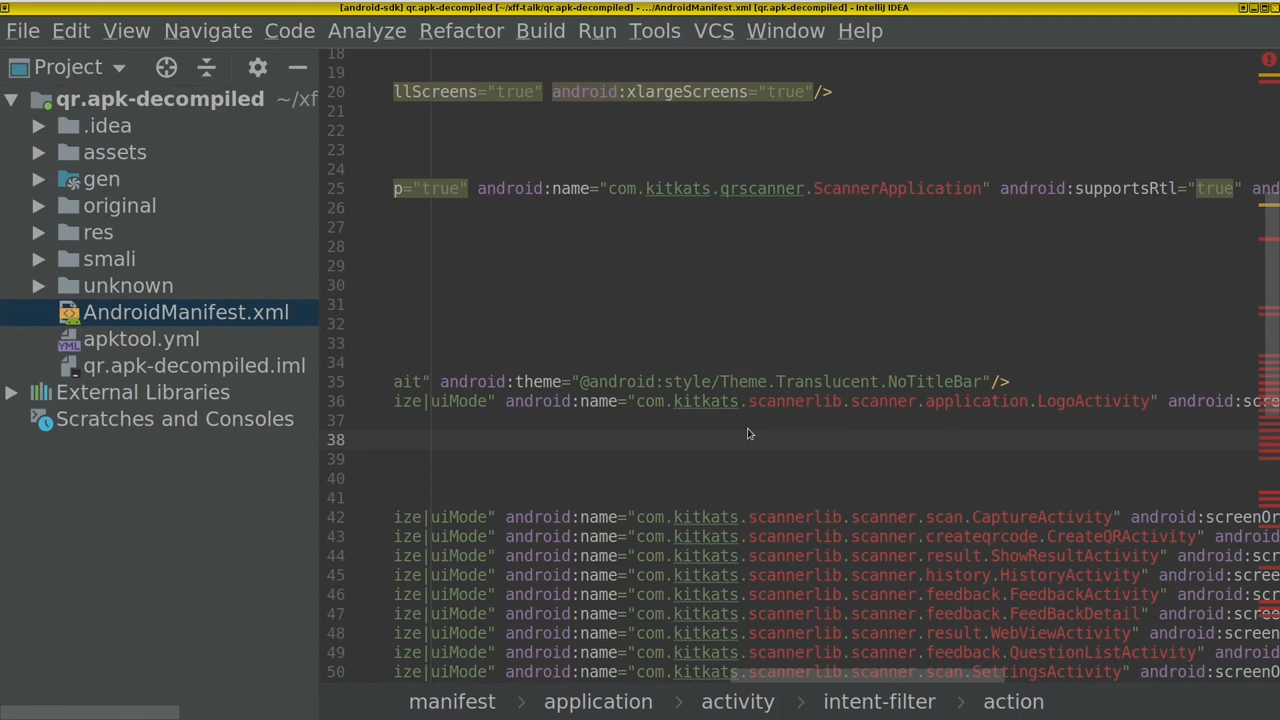 [android-sdk] qr.apk-decompiled [~/xff-talk/qr.apk-decompiled] - .../AndroidManifest.xml [qr.apk-decompiled] - IntelliJ IDEA
File Edit View Navigate Code Analyze Refactor Build Run Tools VCS Window Help
Project
qr.apk-decompiled ~/xf
.idea
assets
gen
original
res
smali
unknown
AndroidManifest.xml
apktool.yml
qr.apk-decompiled.iml
External Libraries
Scratches and Consoles
18
19
20 llScreens="true" android:xlargeScreens="true"/>
21
22
23
24
25 p="true" android:name="com.kitkats.qrscanner.ScannerApplication" android:supportsRtl="true" and
26
27
28
29
30
31
32
33
34
35 ait" android:theme="@android:style/Theme.Translucent.NoTitleBar"/>
36 ize|uiMode" android:name="com.kitkats.scannerlib.scanner.application.LogoActivity" android:scre
37
38
39
40
41
42 ize|uiMode" android:name="com.kitkats.scannerlib.scanner.scan.CaptureActivity" android:screenOr
43 ize|uiMode" android:name="com.kitkats.scannerlib.scanner.createqrcode.CreateQRActivity" android
44 ize|uiMode" android:name="com.kitkats.scannerlib.scanner.result.ShowResultActivity" android:scr
45 ize|uiMode" android:name="com.kitkats.scannerlib.scanner.history.HistoryActivity" android:scree
46 ize|uiMode" android:name="com.kitkats.scannerlib.scanner.feedback.FeedbackActivity" android:scr
47 ize|uiMode" android:name="com.kitkats.scannerlib.scanner.feedback.FeedBackDetail" android:scree
48 ize|uiMode" android:name="com.kitkats.scannerlib.scanner.result.WebViewActivity" android:screen
49 ize|uiMode" android:name="com.kitkats.scannerlib.scanner.feedback.QuestionListActivity" android
50 ize|uiMode" android:name="com.kitkats.scannerlib.scanner.scan.SettingsActivity" android:screenO
manifest > application > activity > intent-filter > action